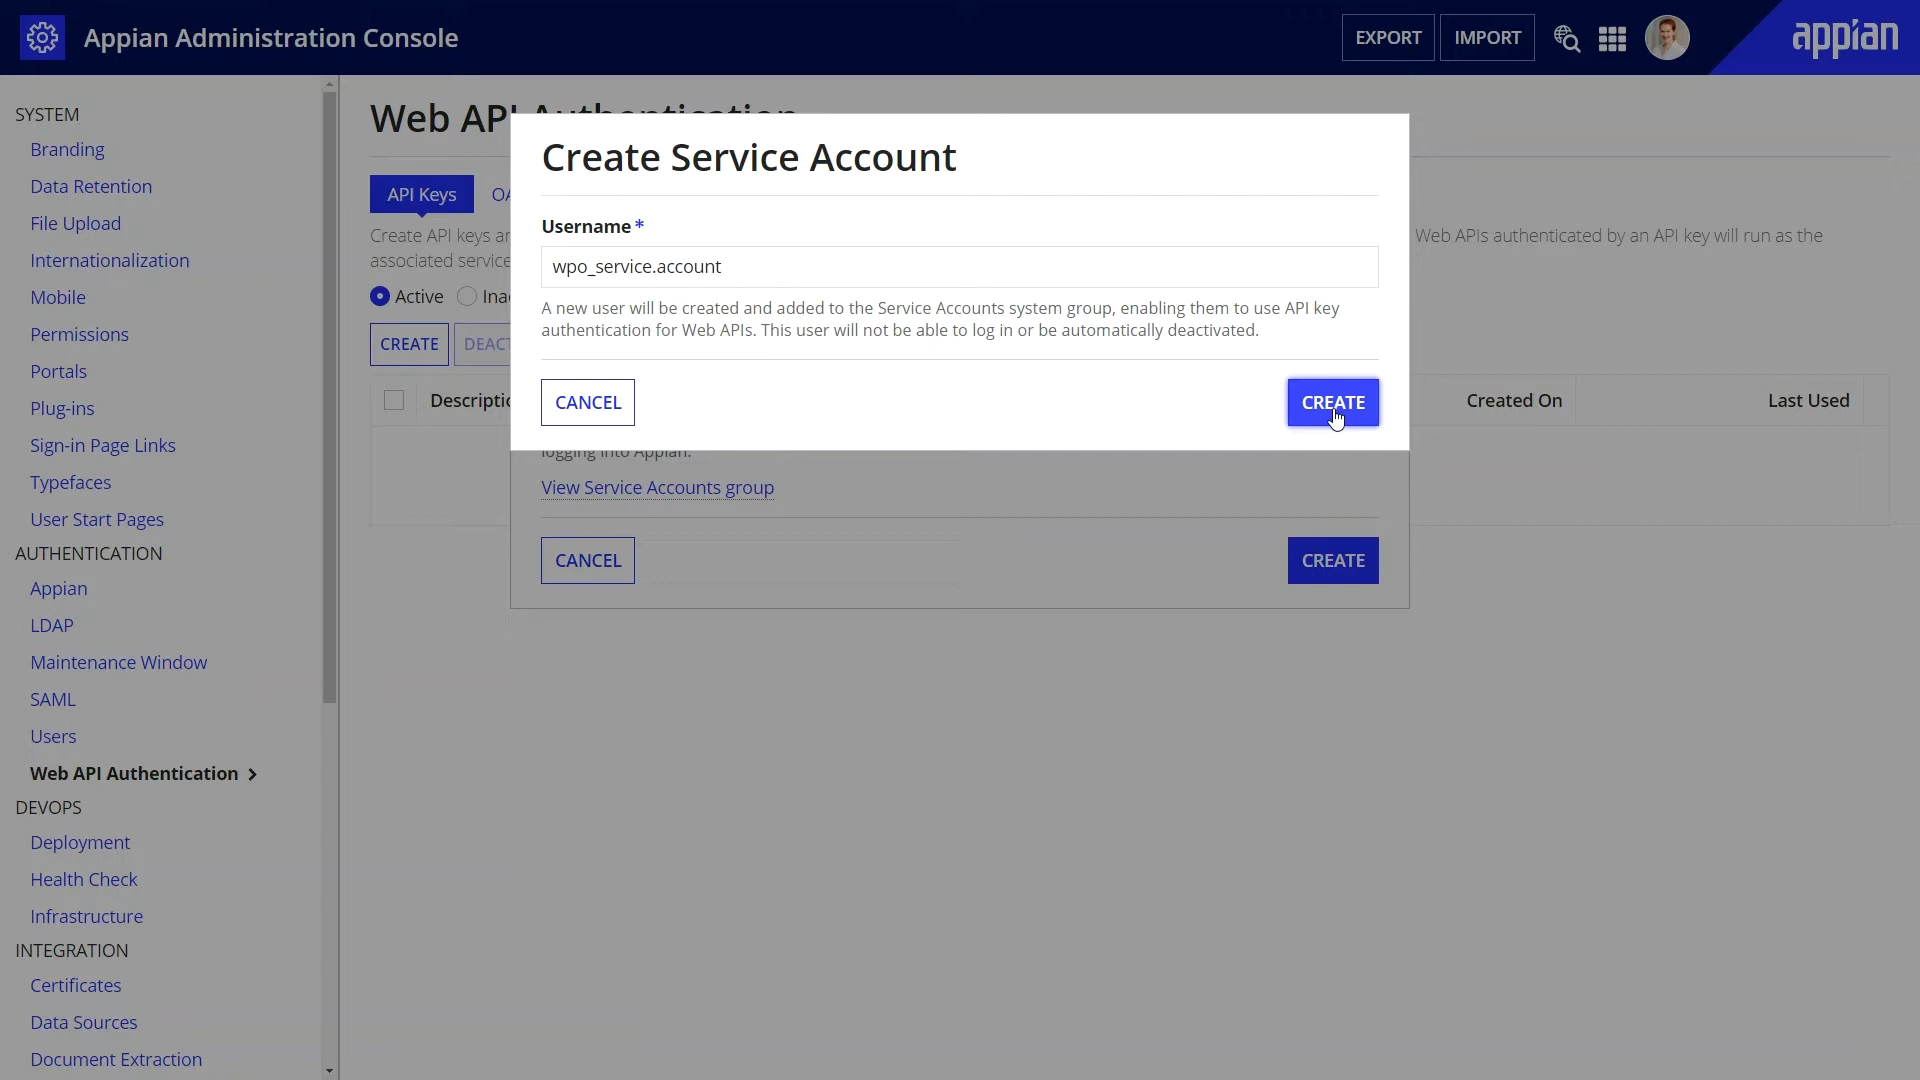 Appian Administration Console
EXPORT
IMPORT
appian
SYSTEM
Branding
Data Retention
File Upload
Internationalization
Mobile
Permissions
Portals
Plug-ins
Sign-in Page Links
Typefaces
User Start Pages
AUTHENTICATION
Appian
LDAP
Maintenance Window
SAML
Users
Web API Authentication
DEVOPS
Deployment
Health Check
Infrastructure
INTEGRATION
Certificates
Data Sources
Document Extraction
Web API Authentication
API Keys
Create API keys
Web APIs authenticated by an API key will run as the
associated service
Active
CREATE
Created On
Last Used
Create Service Account
Username *
wpo_service.account
A new user will be created and added to the Service Accounts system group, enabling them to use API key
authentication for Web APIs. This user will not be able to log in or be automatically deactivated.
CANCEL
CREATE
logging into Appian.
View Service Accounts group
CANCEL
CREATE